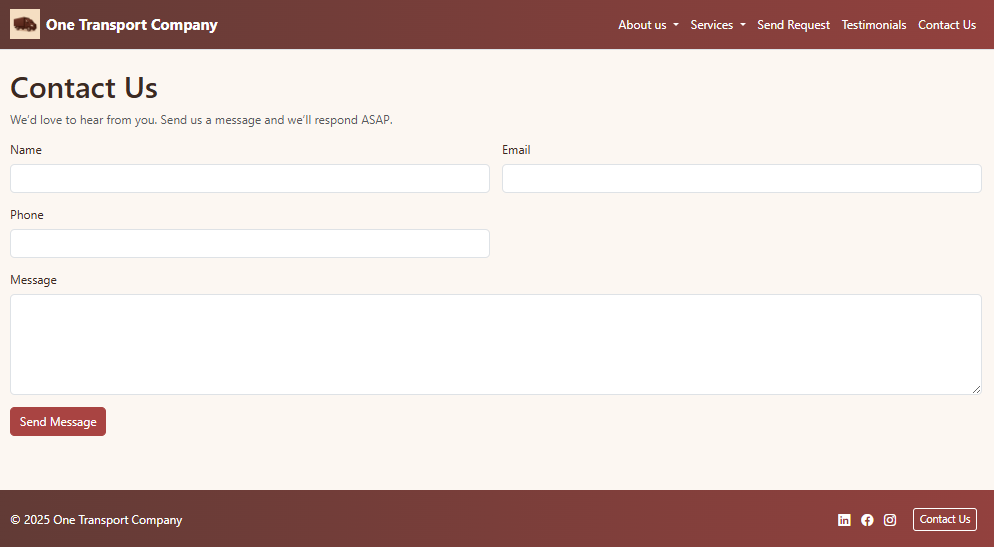 One Transport Company About us Services Send Request Testimonials Contact Us
Contact Us
We’d love to hear from you. Send us a message and we’ll respond ASAP.
Name Email
Phone
Message
Send Message
© 2025 One Transport Company Contact Us